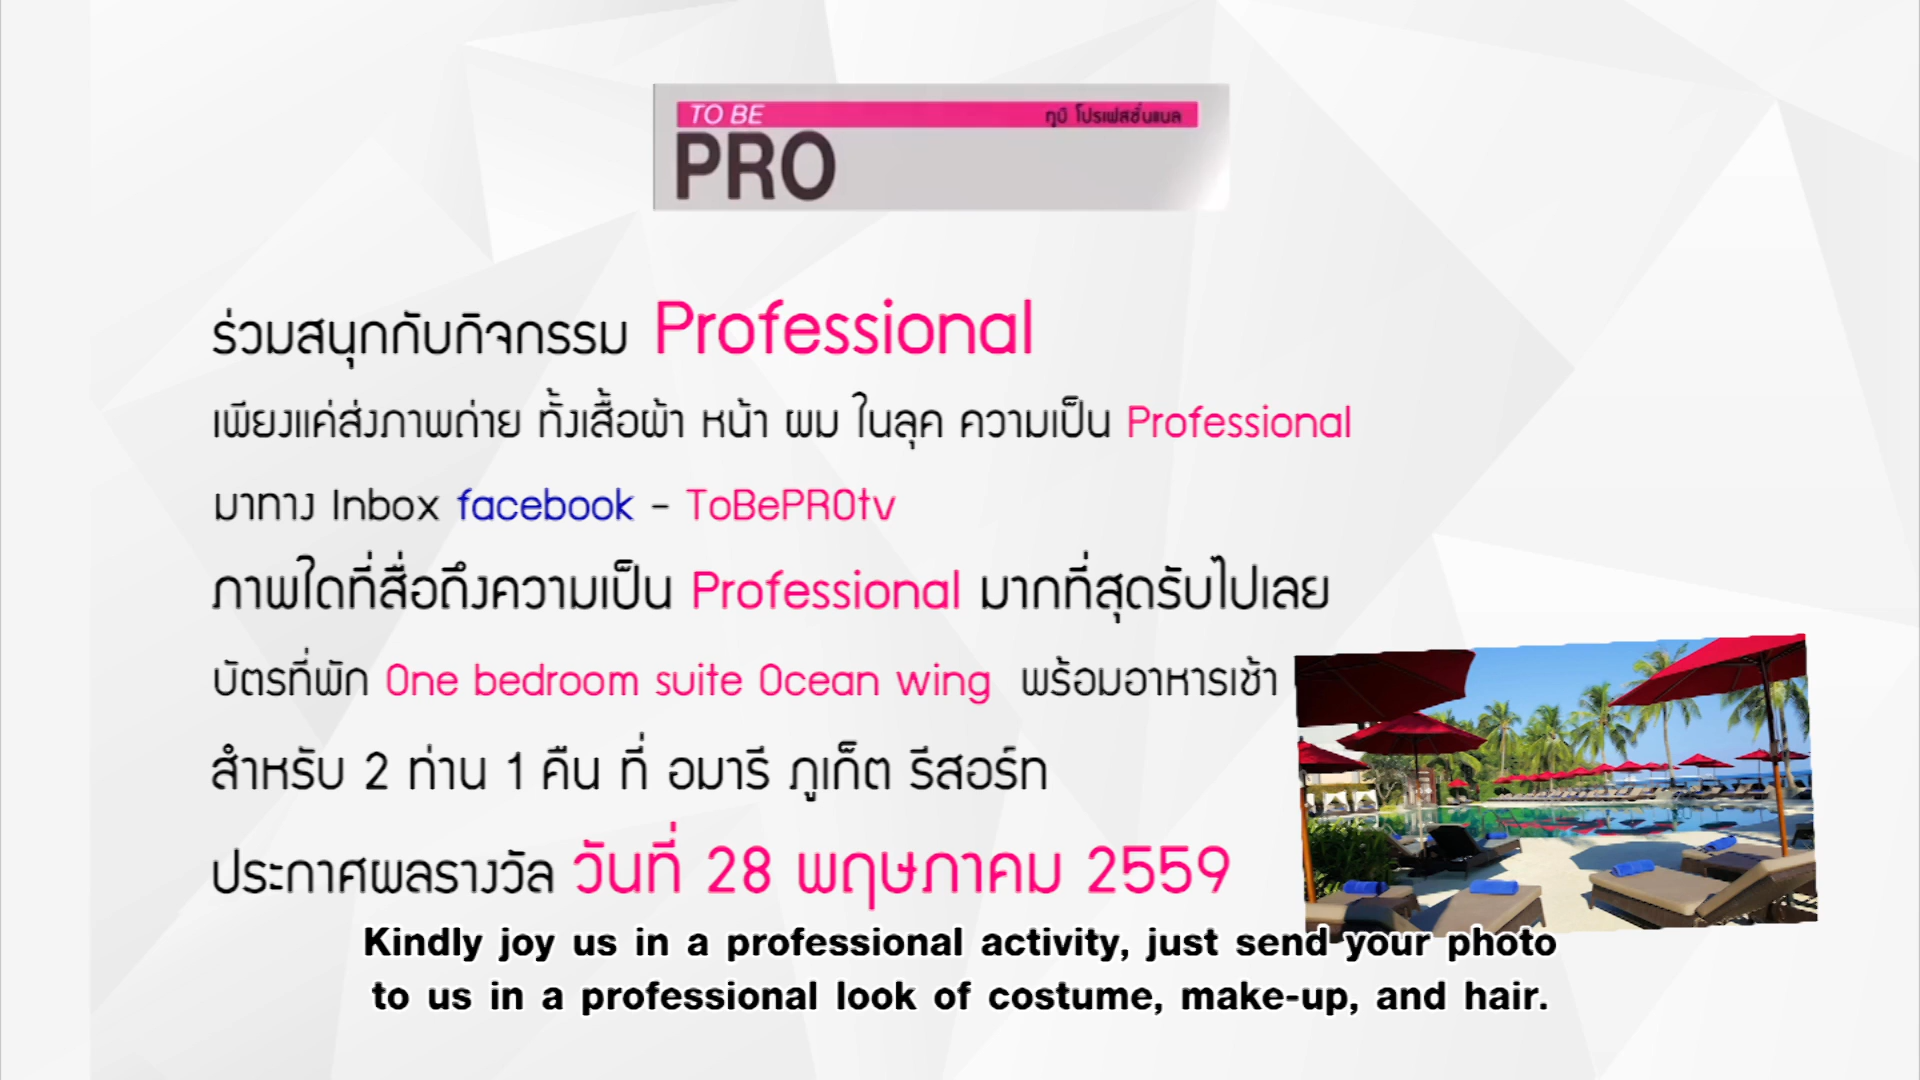 TO BE
ทูบี โปรเฟสชั่นแนล
PRO
ร่วมสนุกกับกิจกรรม Professional
เพียงแค่ส่งภาพถ่าย ทั้งเสื้อผ้า หน้า ผม ในลุค ความเป็น Professional
มาทาง Inbox facebook - ToBePROtv
ภาพใดที่สื่อถึงความเป็น Professional มากที่สุดรับไปเลย
บัตรที่พัก One bedroom suite Ocean wing พร้อมอาหารเช้า
สำหรับ 2 ท่าน 1 คืน ที่ อมารี ภูเก็ต รีสอร์ท
ประกาศผลรางวัล วันที่ 28 พฤษภาคม 2559
Kindly joy us in a professional activity, just send your photo
to us in a professional look of costume, make-up, and hair.